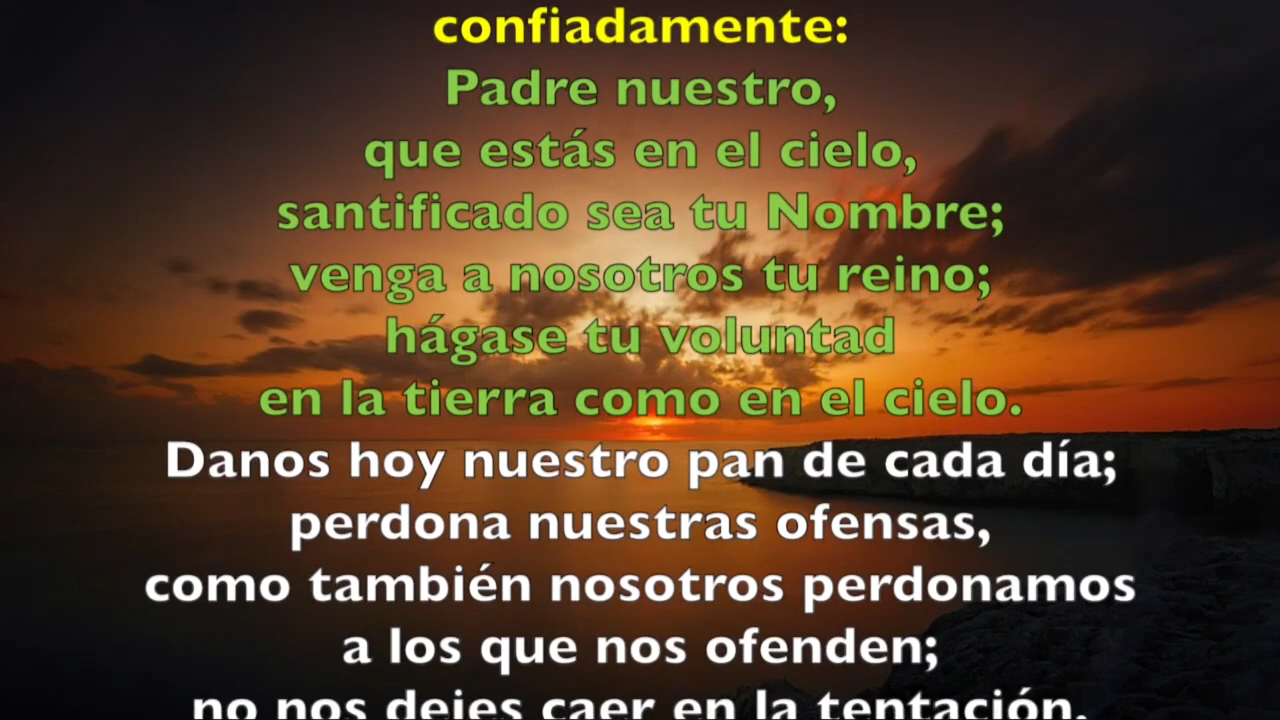 confiadamente:
Padre nuestro,
que estás en el cielo,
santificado sea tu Nombre;
venga a nosotros tu reino;
hágase tu voluntad
en la tierra como en el cielo.
Danos hoy nuestro pan de cada día;
perdona nuestras ofensas,
como también nosotros perdonamos
a los que nos ofenden;
no nos dejes caer en la tentación,